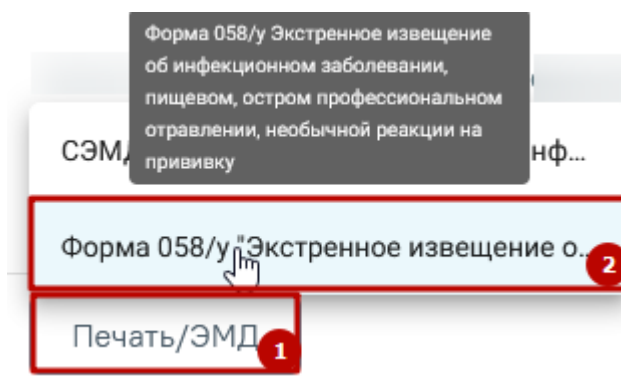 Форма 058/у Экстренное извещение
об инфекционном заболевании,
пищевом, остром профессиональном
отравлении, необычной реакции на
прививку
СЭМД нф...
Форма 058/у "Экстренное извещение о...
2
Печать/ЭМД
1